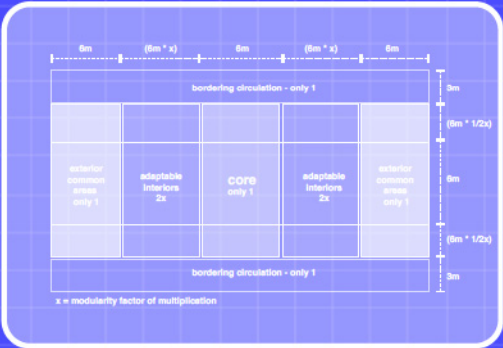 6m (6m * x) 6m (6m * x) 6m
bordering circulation - only 1
3m
(6m * 1/2x)
exterior
common
areas
only 1
adaptable
interiors
2x
core
only 1
adaptable
interiors
2x
exterior
common
areas
only 1
6m
(6m * 1/2x)
bordering circulation - only 1
3m
x = modularity factor of multiplication